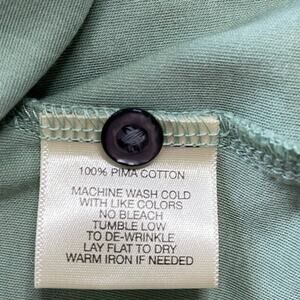 100% PIMA COTTON
MACHINE WASH COLD
WITH LIKE COLORS
NO BLEACH
TUMBLE LOW
TO DE-WRINKLE
LAY FLAT TO DRY
WARM IRON IF NEEDED